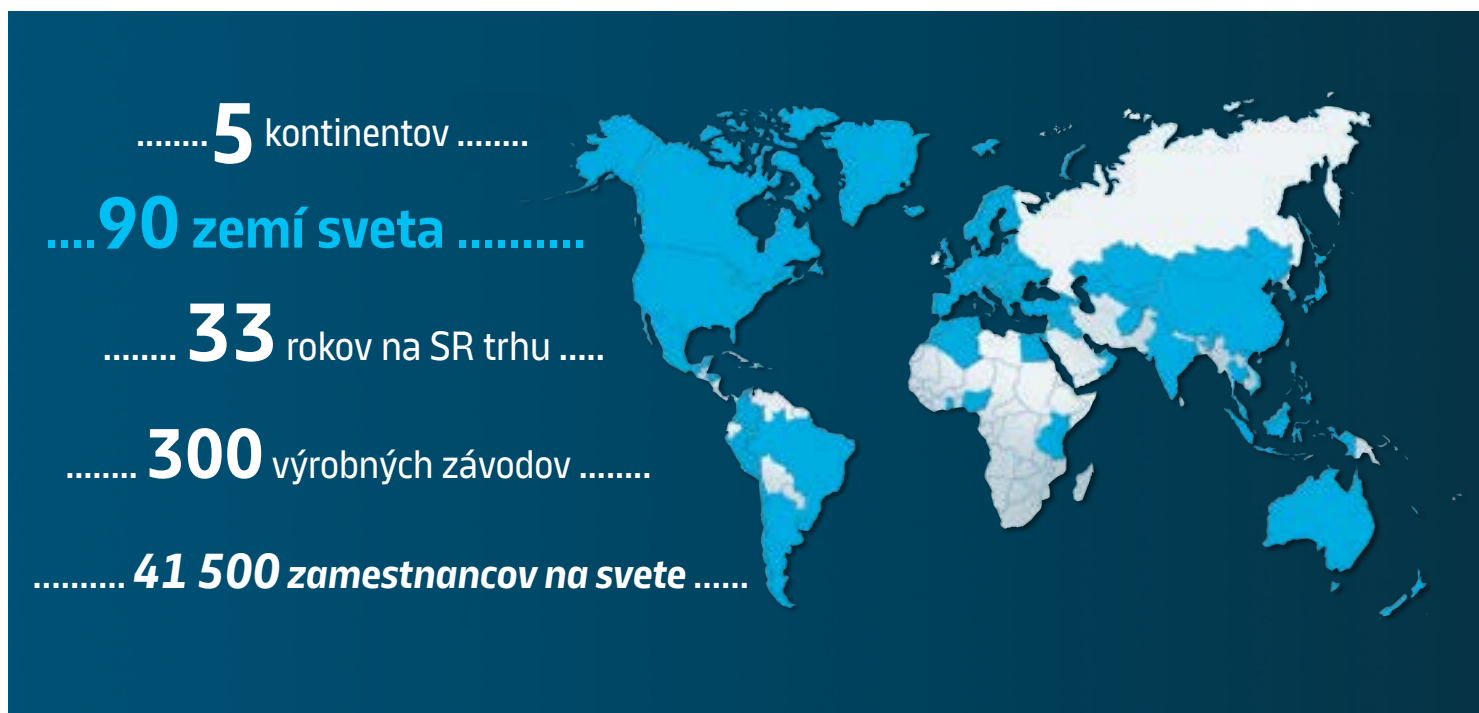 ........5 kontinentov ........
....90 zemí sveta ..........
........ 33 rokov na SR trhu .....
........ 300 výrobných závodov ........
.......... 41 500 zamestnancov na svete ......